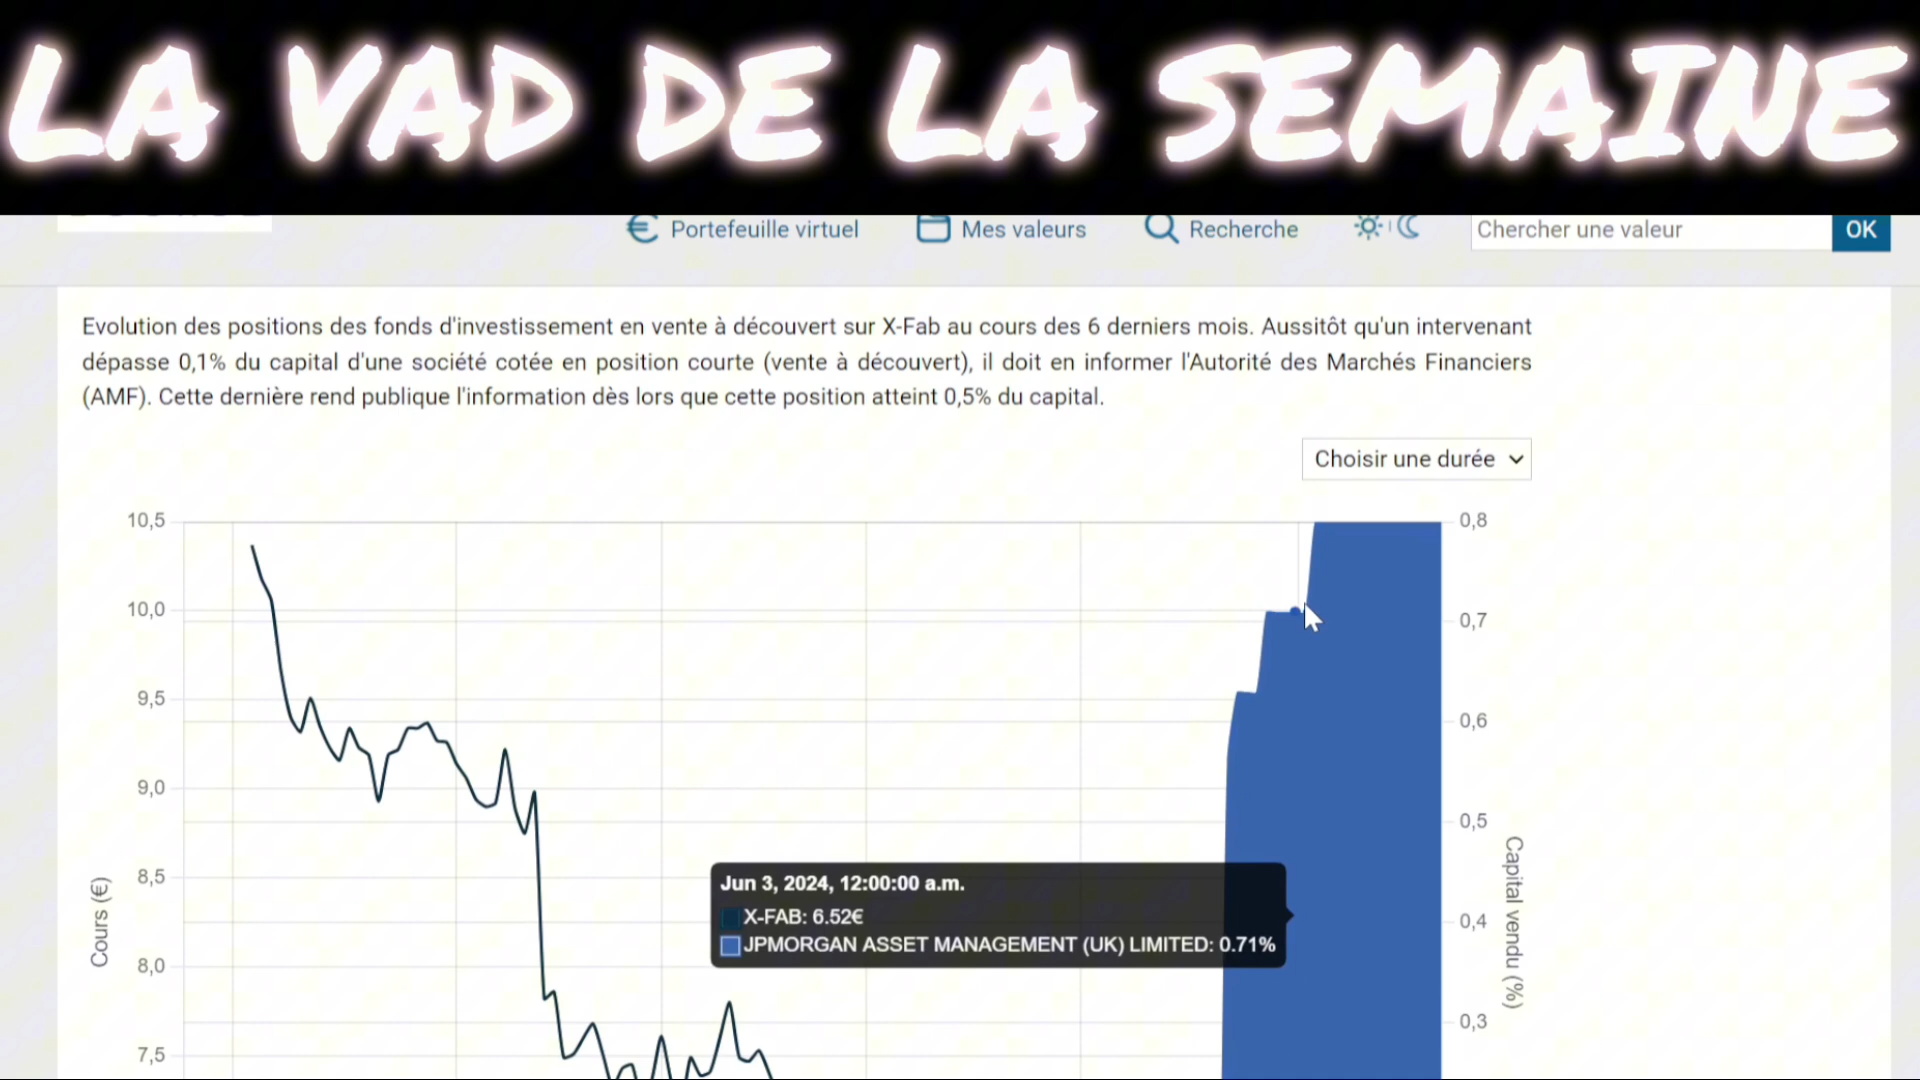 LA VAD DE LA SEMAINE
Portefeuille virtuel
Mes valeurs
Recherche
Chercher une valeur
OK
Evolution des positions des fonds d'investissement en vente à découvert sur X-Fab au cours des 6 derniers mois. Aussitôt qu'un intervenant
dépasse 0,1% du capital d'une société cotée en position courte (vente à découvert), il doit en informer l'Autorité des Marchés Financiers
(AMF). Cette dernière rend publique l'information dès lors que cette position atteint 0,5% du capital.
Choisir une durée
10,5
10,0
9,5
9,0
8,5
8,0
7,5
Cours (€)
0,8
0,7
0,6
0,5
0,4
0,3
Capital vendu (%)
Jun 3, 2024, 12:00:00 a.m.
X-FAB: 6.52€
JPMORGAN ASSET MANAGEMENT (UK) LIMITED: 0.71%